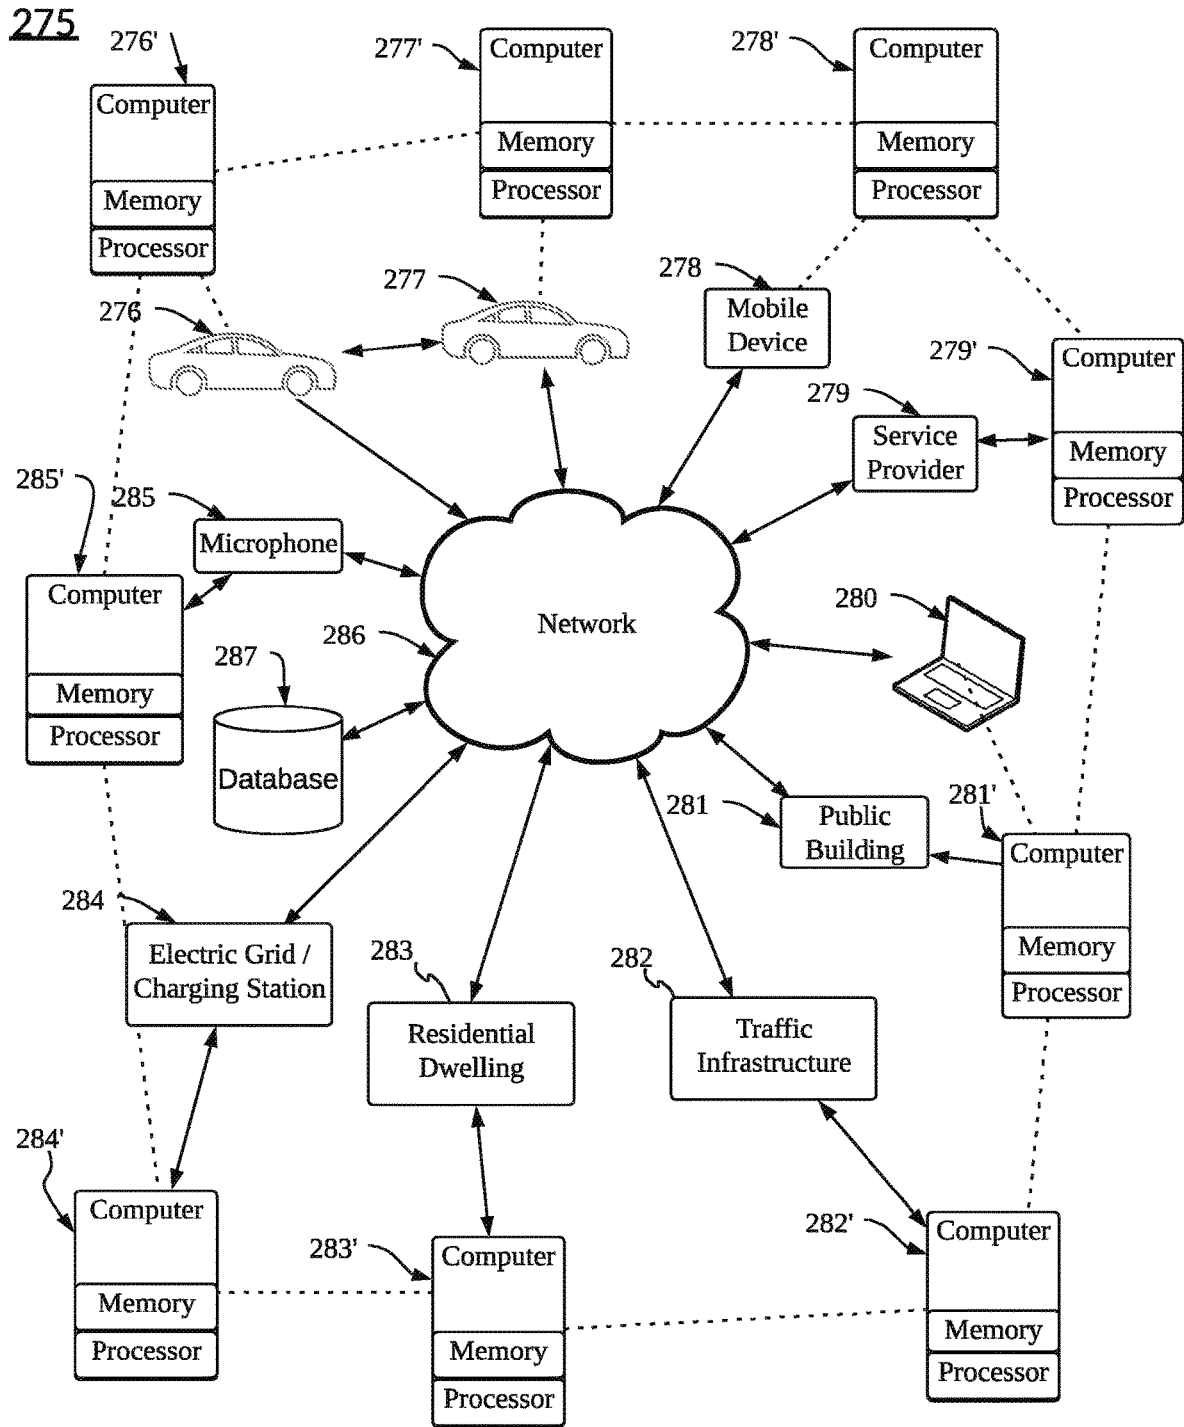 275
276'
277'
278'
Computer
Memory
Processor
Computer
Memory
Processor
Computer
Memory
Processor
276
277
278
Mobile
Device
279'
279
Service
Provider
Computer
Memory
Processor
285'
285
Microphone
Computer
Memory
Processor
286
Network
280
287
Database
281
Public
Building
281'
Computer
Memory
Processor
284
Electric Grid /
Charging Station
283
Residential
Dwelling
282
Traffic
Infrastructure
284'
Computer
Memory
Processor
283'
Computer
Memory
Processor
282'
Computer
Memory
Processor